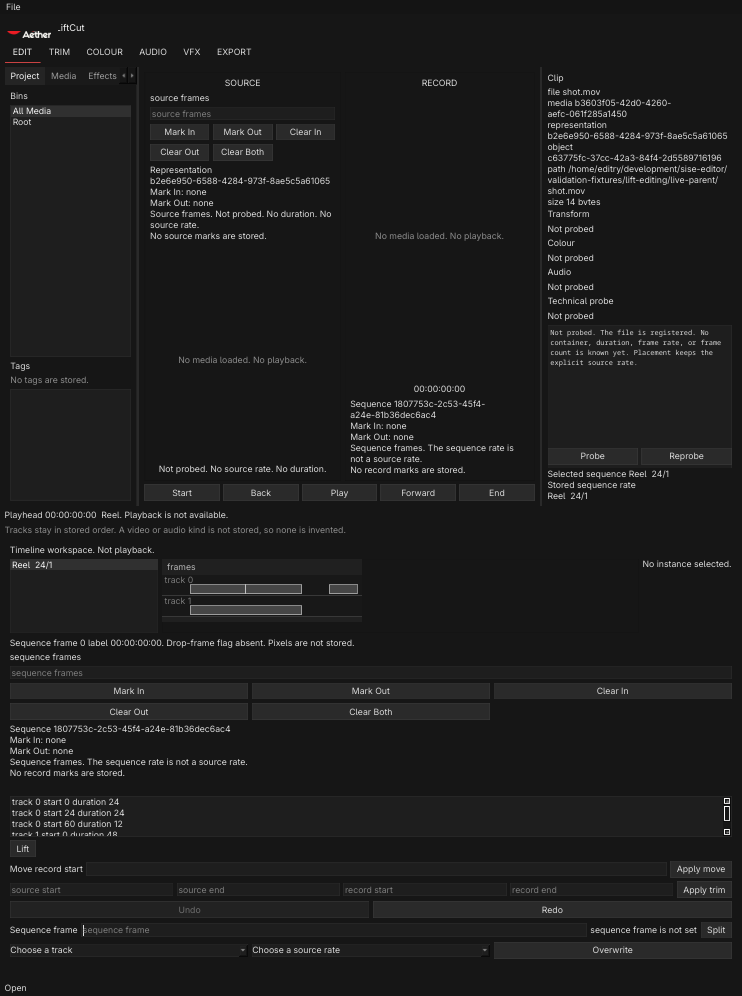 File
Aether
LiftCut
EDIT TRIM COLOUR AUDIO VFX EXPORT
Project Media Effects
Bins
All Media
Root
Tags
No tags are stored.
SOURCE
source frames
source frames
Mark In Mark Out Clear In
Clear Out Clear Both
Representation
b2e6e950-6588-4284-973f-8ae5c5a61065
Mark In: none
Mark Out: none
Source frames. Not probed. No duration. No
source rate.
No source marks are stored.
No media loaded. No playback.
Not probed. No source rate. No duration.
RECORD
No media loaded. No playback.
00:00:00:00
Sequence 1807753c-2c53-45f4-
a24e-81b36dec6ac4
Mark In: none
Mark Out: none
Sequence frames. The sequence rate is
not a source rate.
No record marks are stored.
Start Back Play Forward End
Clip
file shot.mov
media b3603f05-42d0-4260-
aefc-061f285a1450
representation
b2e6e950-6588-4284-973f-8ae5c5a61065
object
c63775fc-37cc-42a3-84f4-2d5589716196
path /home/editry/development/sise-editor/
validation-fixtures/lift-editing/live-parent/
shot.mov
size 14 bytes
Transform
Not probed
Colour
Not probed
Audio
Not probed
Technical probe
Not probed
Not probed. The file is registered. No
container, duration, frame rate, or frame
count is known yet. Placement keeps the
explicit source rate.
Probe Reprobe
Selected sequence Reel 24/1
Stored sequence rate
Reel 24/1
Playhead 00:00:00:00 Reel. Playback is not available.
Tracks stay in stored order. A video or audio kind is not stored, so none is invented.
Timeline workspace. Not playback.
Reel 24/1
frames
track 0
track 1
No instance selected.
Sequence frame 0 label 00:00:00:00. Drop-frame flag absent. Pixels are not stored.
sequence frames
sequence frames
Mark In Mark Out Clear In
Clear Out Clear Both
Sequence 1807753c-2c53-45f4-a24e-81b36dec6ac4
Mark In: none
Mark Out: none
Sequence frames. The sequence rate is not a source rate.
No record marks are stored.
track 0 start 0 duration 24
track 0 start 24 duration 24
track 0 start 60 duration 12
track 1 start 0 duration 48
Lift
Move record start Apply move
source start source end record start record end Apply trim
Undo Redo
Sequence frame sequence frame sequence frame is not set Split
Choose a track Choose a source rate Overwrite
Open